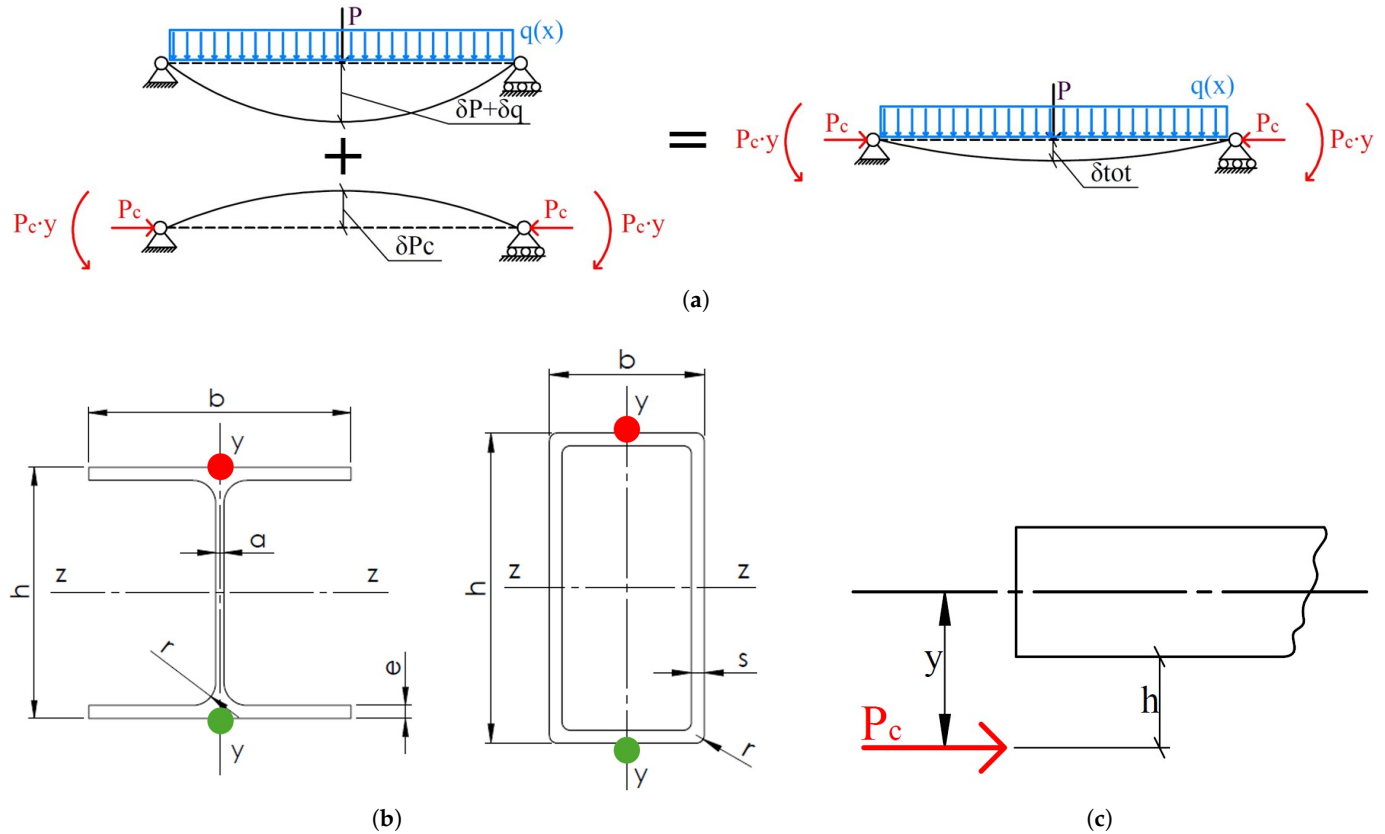 P
q(x)
δP+δq
+
Pc·y
Pc
Pc
Pc·y
δPc
=
P
q(x)
Pc·y
Pc
Pc
Pc·y
δtot
(a)
b
y
a
h
z
z
r
e
y
b
y
h
z
z
s
r
y
y
h
Pc
(b)
(c)